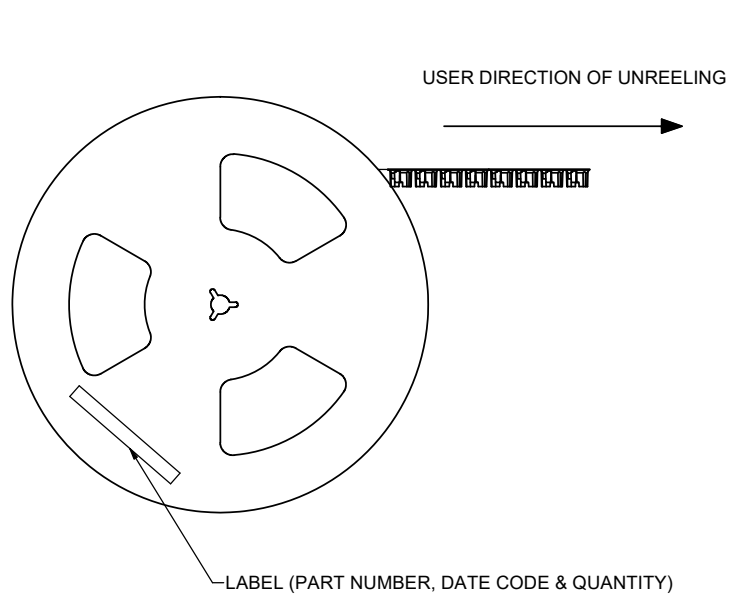 USER DIRECTION OF UNREELING
LABEL (PART NUMBER, DATE CODE & QUANTITY)